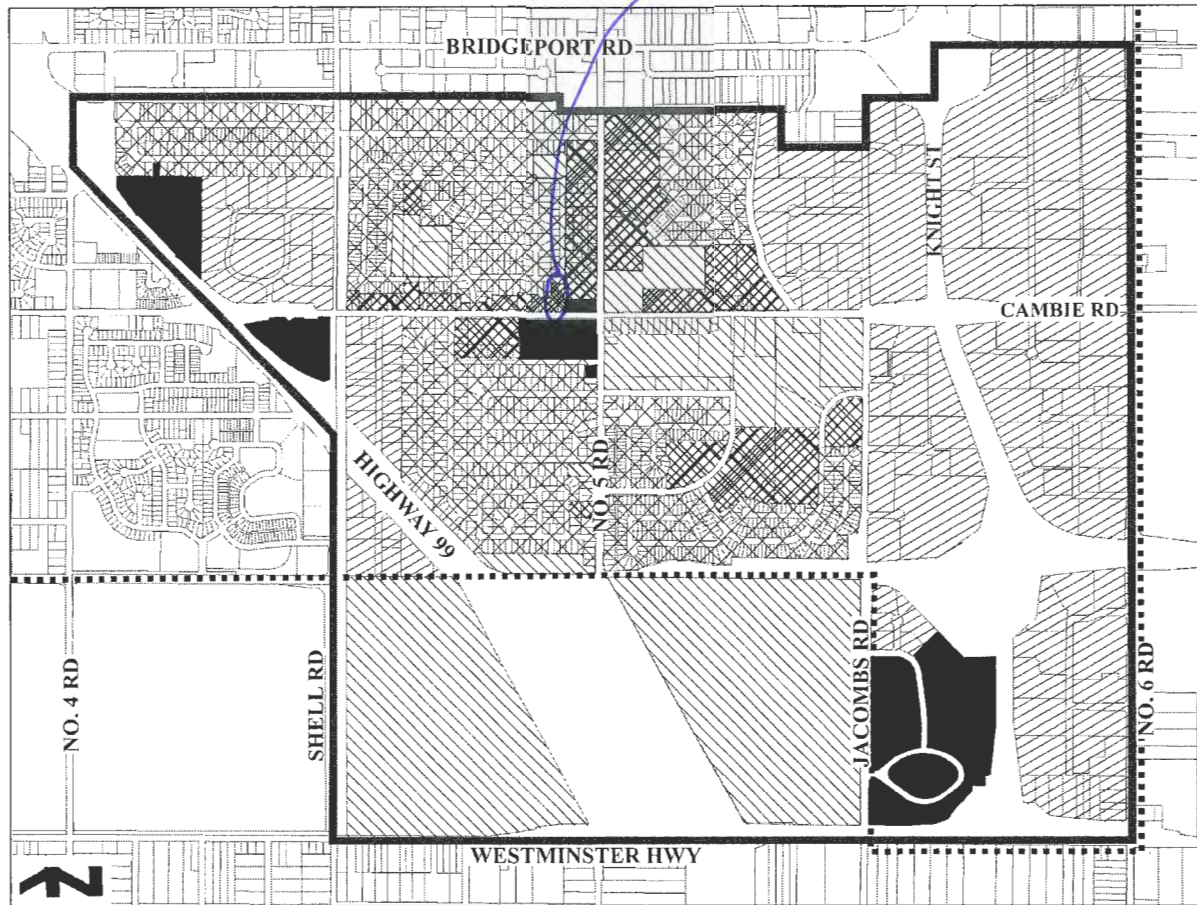 BRIDGEPORT RD
KNIGHT ST
CAMBIE RD
HIGHWAY 99
NO. 5 RD
NO. 4 RD
SHELL RD
JACOMBS RD
NO. 6 RD
WESTMINSTER HWY
N